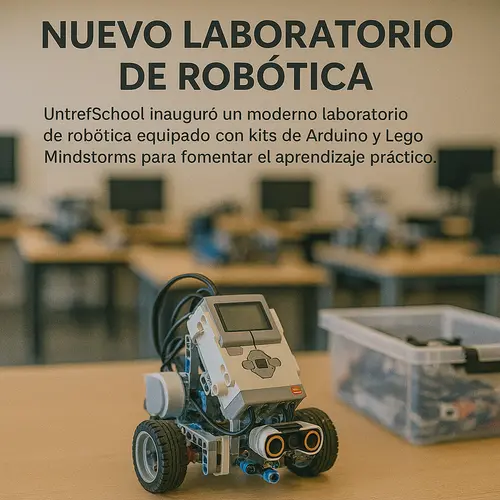 NUEVO LABORATORIO
DE ROBÓTICA
UntrefSchool inauguró un moderno laboratorio
de robötica equipado con kits de Arduino y Lego
Mindstorms para fomentar el aprendizaje práctico.